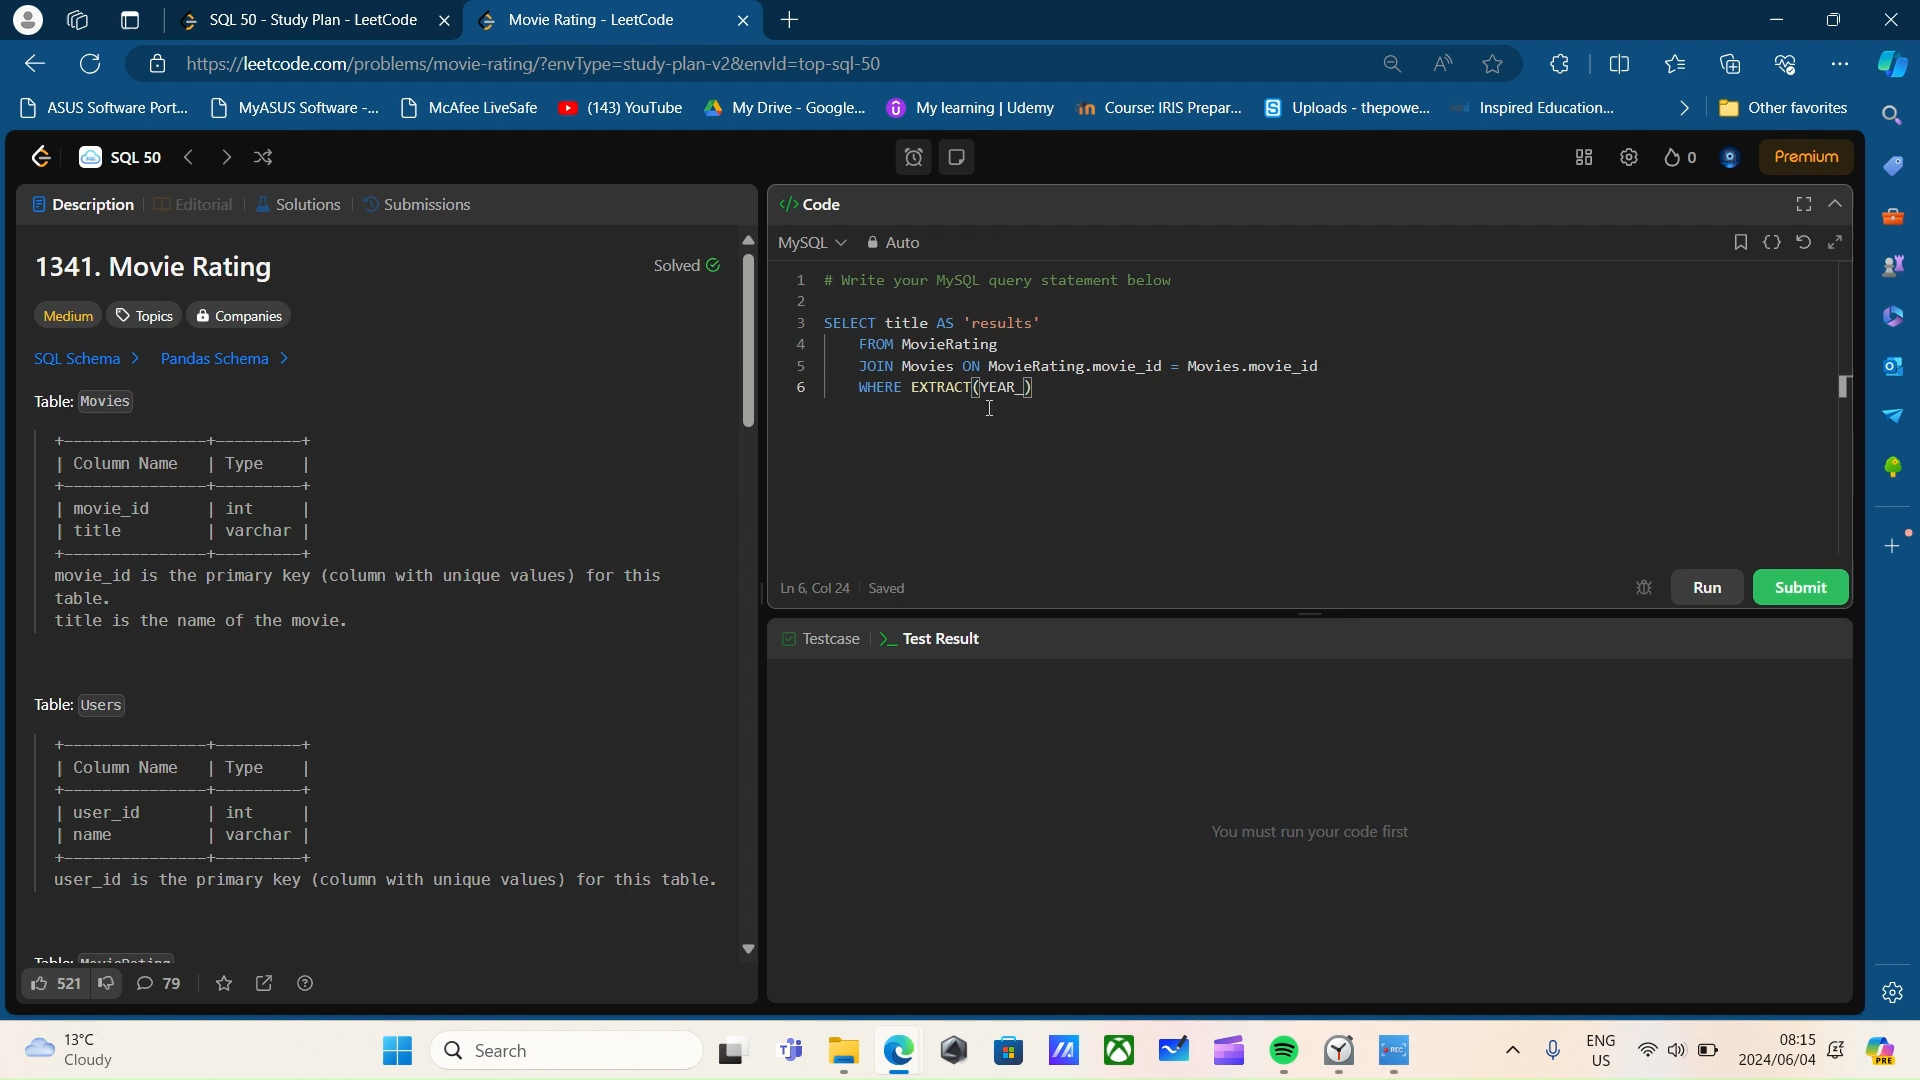 SQL 50 - Study Plan - LeetCode
Movie Rating - LeetCode
https://leetcode.com/problems/movie-rating/?envType=study-plan-v2&envId=top-sql-50
ASUS Software Port...
MyASUS Software -...
McAfee LiveSafe
(143) YouTube
My Drive - Google...
My learning | Udemy
Course: IRIS Prepar...
Uploads - thepowe...
Inspired Education...
Other favorites
SQL 50
0
Premium
Description
Editorial
Solutions
Submissions
1341. Movie Rating
Solved
Medium
Topics
Companies
SQL Schema >
Pandas Schema >
Table: Movies
+---------------+---------+
| Column Name | Type |
+---------------+---------+
| movie_id | int |
| title | varchar |
+---------------+---------+
movie_id is the primary key (column with unique values) for this
table.
title is the name of the movie.
Table: Users
+---------------+---------+
| Column Name | Type |
+---------------+---------+
| user_id | int |
| name | varchar |
+---------------+---------+
user_id is the primary key (column with unique values) for this table.
Table: MovieRating
521
79
</> Code
MySQL
Auto
1 # Write your MySQL query statement below
2
3 SELECT title AS 'results'
4 FROM MovieRating
5 JOIN Movies ON MovieRating.movie_id = Movies.movie_id
6 WHERE EXTRACT(YEAR_)
Ln 6, Col 24
Saved
Run
Submit
Testcase
>_ Test Result
You must run your code first
13°C
Cloudy
Search
REC
ENG
US
08:15
2024/06/04
PRE